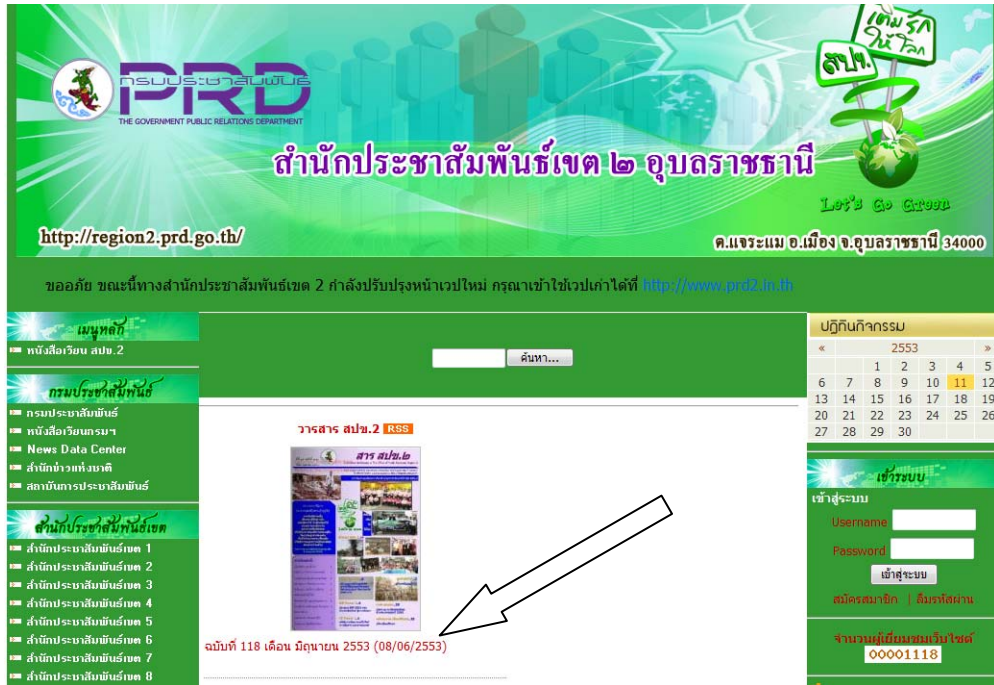 เติมรัก
ให้โลก
สปข.
กรมประชาสัมพันธ์
PRD
THE GOVERNMENT PUBLIC RELATIONS DEPARTMENT
สำนักประชาสัมพันธ์เขต ๒ อุบลราชธานี
Let's Go Green
http://region2.prd.go.th/
ต.แจระแม อ.เมือง จ.อุบลราชธานี 34000
ขออภัย ขณะนี้ทางสำนักประชาสัมพันธ์เขต 2 กำลังปรับปรุงหน้าเวปใหม่ กรุณาเข้าใช้เวปเก่าได้ที่ http://www.prd2.in.th
เมนูหลัก
หนังสือเวียน สปข.2
กรมประชาสัมพันธ์
กรมประชาสัมพันธ์
หนังสือเวียนกรมฯ
News Data Center
สำนักข่าวแห่งชาติ
สถาบันการประชาสัมพันธ์
สำนักประชาสัมพันธ์เขต
สำนักประชาสัมพันธ์เขต 1
สำนักประชาสัมพันธ์เขต 2
สำนักประชาสัมพันธ์เขต 3
สำนักประชาสัมพันธ์เขต 4
สำนักประชาสัมพันธ์เขต 5
สำนักประชาสัมพันธ์เขต 6
สำนักประชาสัมพันธ์เขต 7
สำนักประชาสัมพันธ์เขต 8
ค้นหา...
วารสาร สปข.2 RSS
สาร สปข.๒
ฉบับที่ 118 เดือน มิถุนายน 2553 (08/06/2553)
ปฏิทินกิจกรรม
« 2553 »
1 2 3 4 5
6 7 8 9 10 11 12
13 14 15 16 17 18 19
20 21 22 23 24 25 26
27 28 29 30
เข้าระบบ
เข้าสู่ระบบ
Username
Password
เข้าสู่ระบบ
สมัครสมาชิก | ลืมรหัสผ่าน
จำนวนผู้เยี่ยมชมเว็บไซต์
00001118